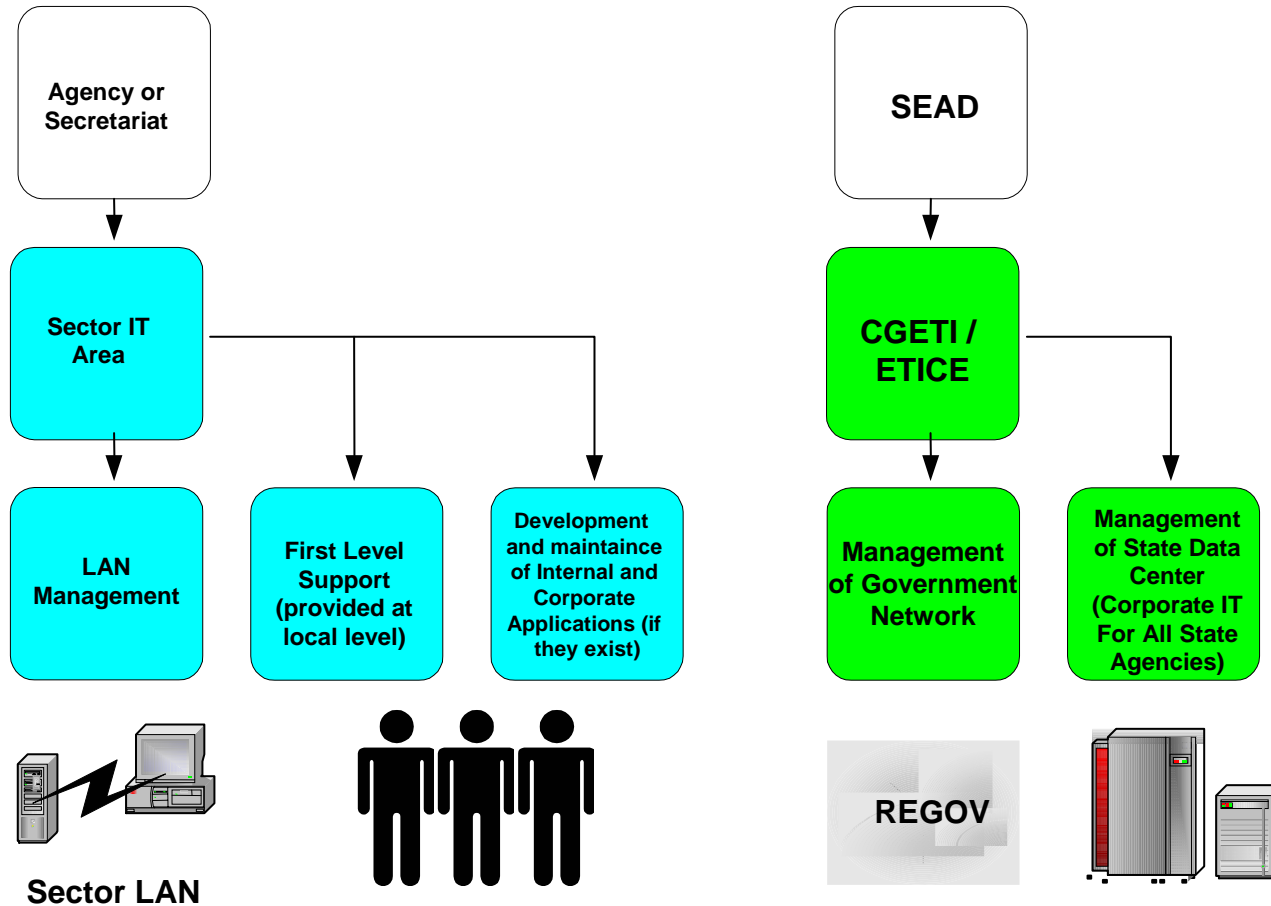 Agency or
Secretariat
SEAD
Sector IT
Area
CGETI /
ETICE
LAN
Management
First Level
Support
(provided at
local level)
Development
and maintaince
of Internal and
Corporate
Applications (if
they exist)
Management
of Government
Network
Management
of State Data
Center
(Corporate IT
For All State
Agencies)
Sector LAN
REGOV